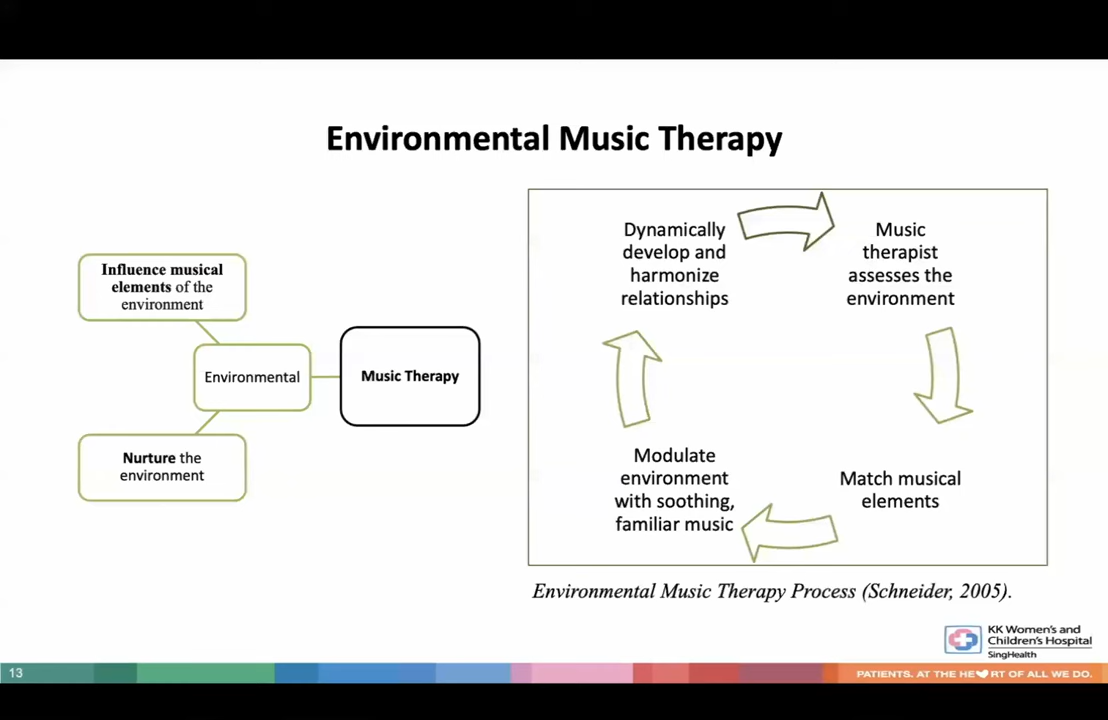 Environmental Music Therapy
Influence musical
elements of the
environment
Environmental
Music Therapy
Nurture the
environment
Dynamically
develop and
harmonize
relationships
Music
therapist
assesses the
environment
Match musical
elements
Modulate
environment
with soothing,
familiar music
Environmental Music Therapy Process (Schneider, 2005).
KK Women's and
Children's Hospital
SingHealth
13
PATIENTS. AT THE HE RT OF ALL WE DO.